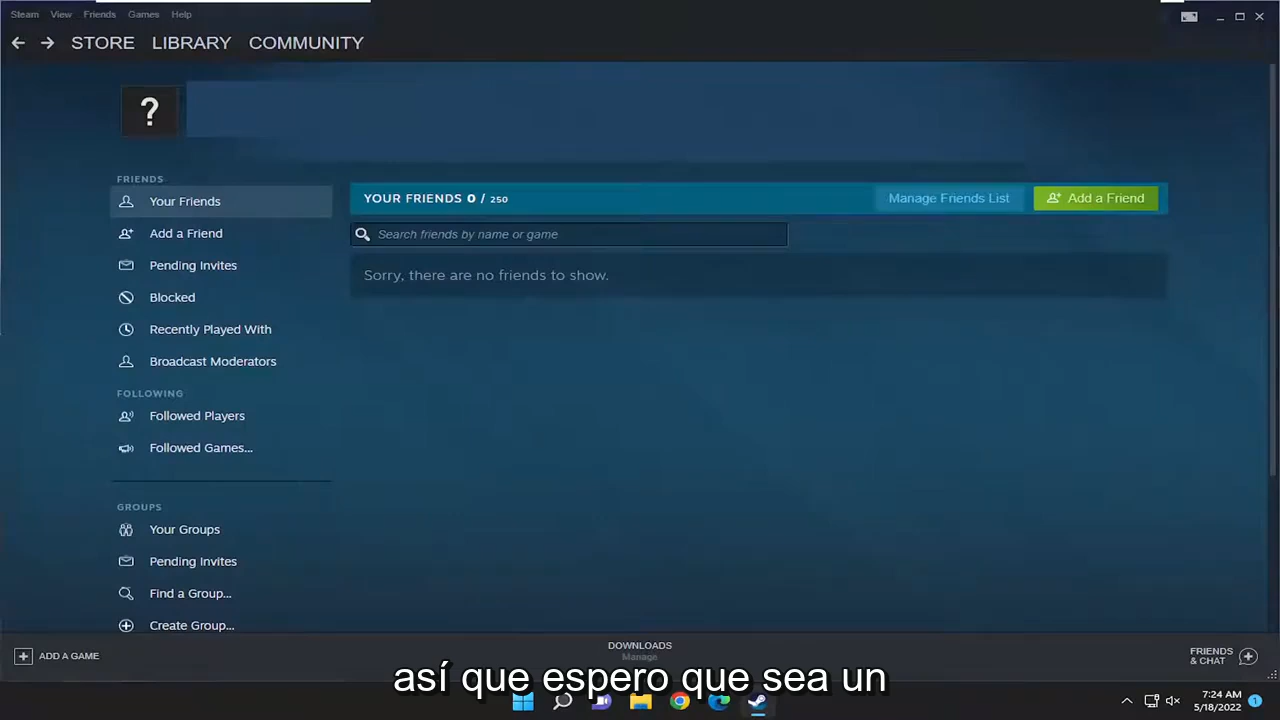 Steam View Friends Games Help
STORE LIBRARY COMMUNITY
?
FRIENDS
Your Friends
Add a Friend
Pending Invites
Blocked
Recently Played With
Broadcast Moderators
FOLLOWING
Followed Players
Followed Games...
GROUPS
Your Groups
Pending Invites
Find a Group...
Create Group...
YOUR FRIENDS 0 / 250
Manage Friends List
Add a Friend
Search friends by name or game
Sorry, there are no friends to show.
ADD A GAME
DOWNLOADS
Manage
FRIENDS
& CHAT
así que espero que sea un
7:24 AM
5/18/2022
1